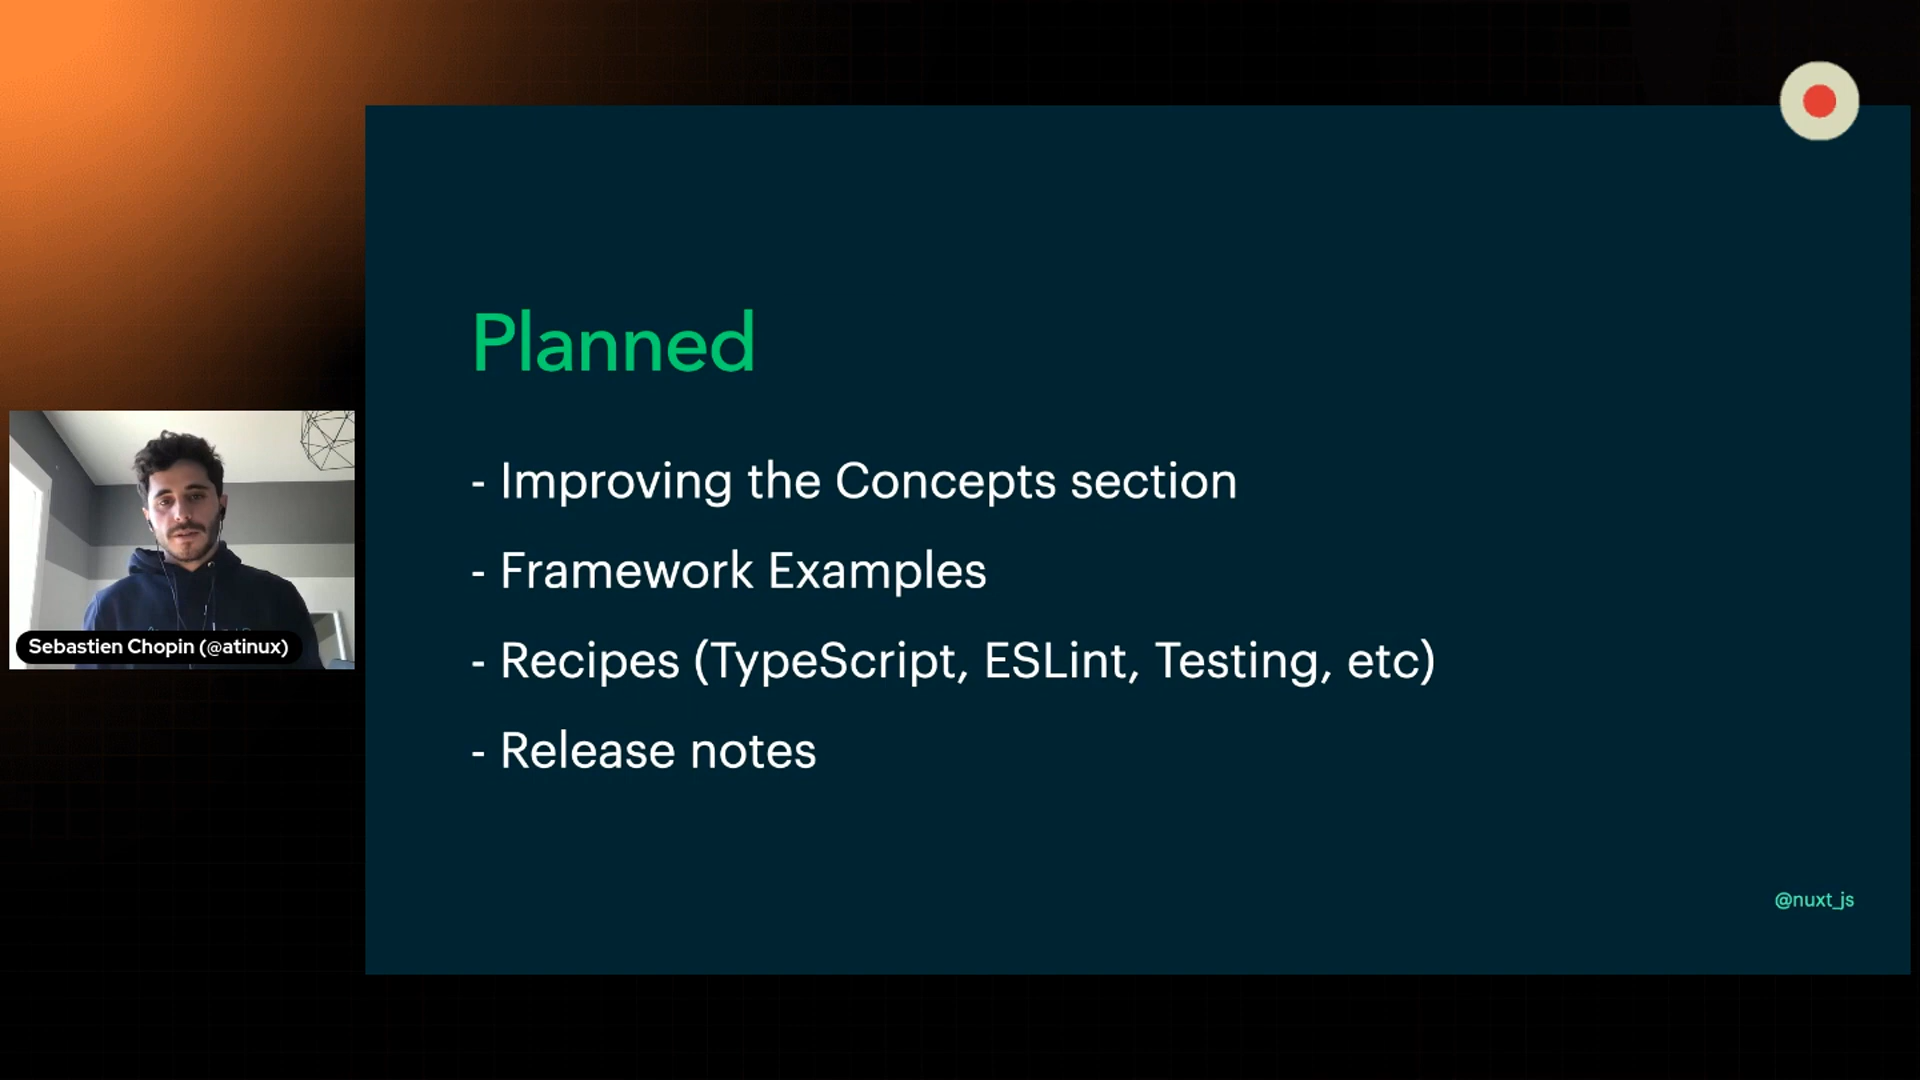 Planned
- Improving the Concepts section
- Framework Examples
- Recipes (TypeScript, ESLint, Testing, etc)
- Release notes
Sebastien Chopin (@atinux)
@nuxt_js